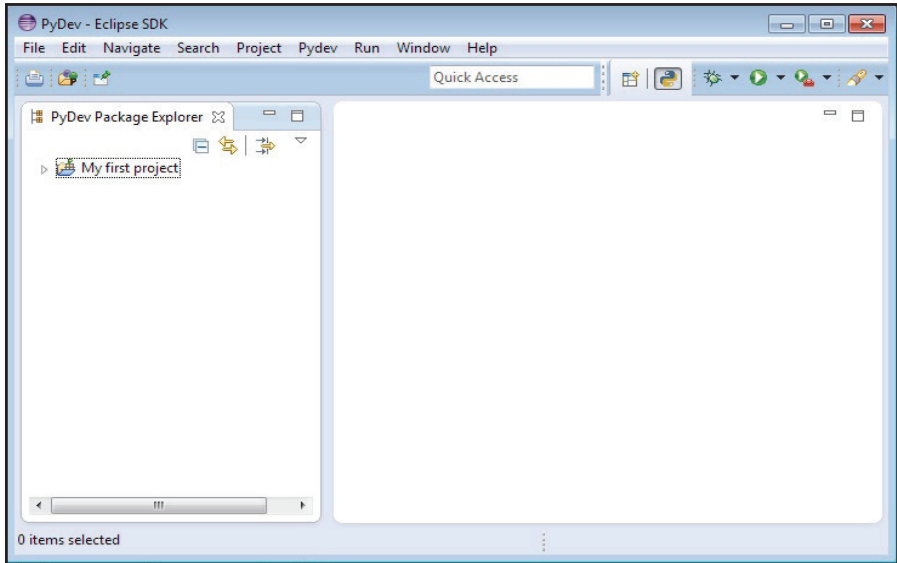 PyDev - Eclipse SDK
File Edit Navigate Search Project Pydev Run Window Help
Quick Access
PyDev Package Explorer
My first project
0 items selected